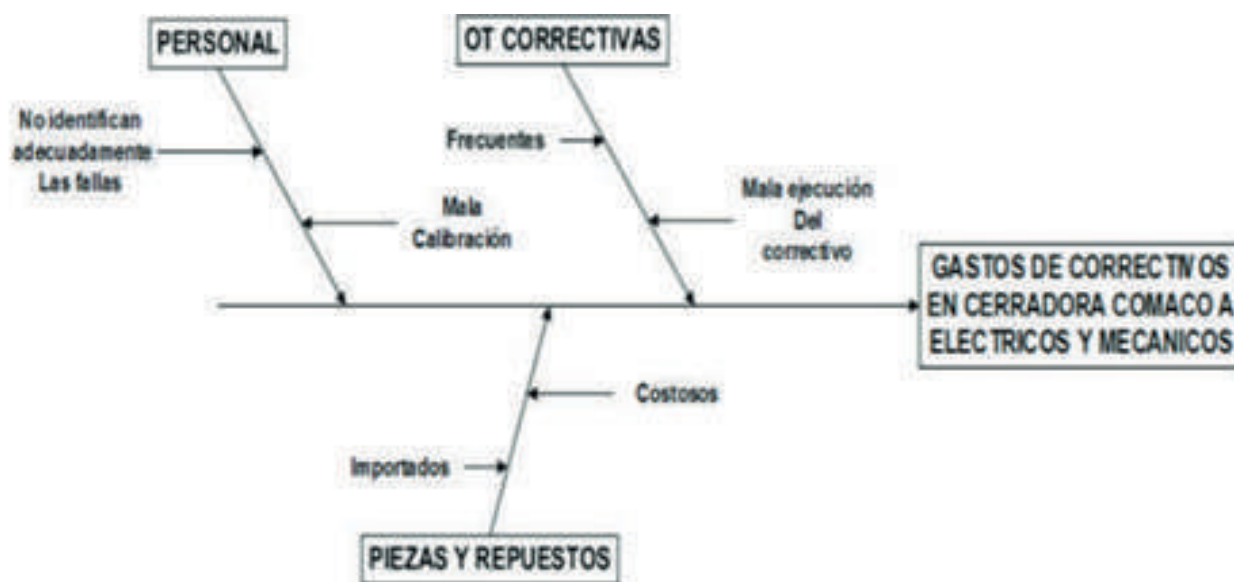 PERSONAL
OT CORRECTIVAS
No identifican
adecuadamente
Las fallas
Frecuentes
Mala
Calibración
Mala ejecución
Del
correctivo
GASTOS DE CORRECTIVOS
EN CERRADORA COMACO A
ELECTRICOS Y MECANICOS
Costosos
Importados
PIEZAS Y REPUESTOS